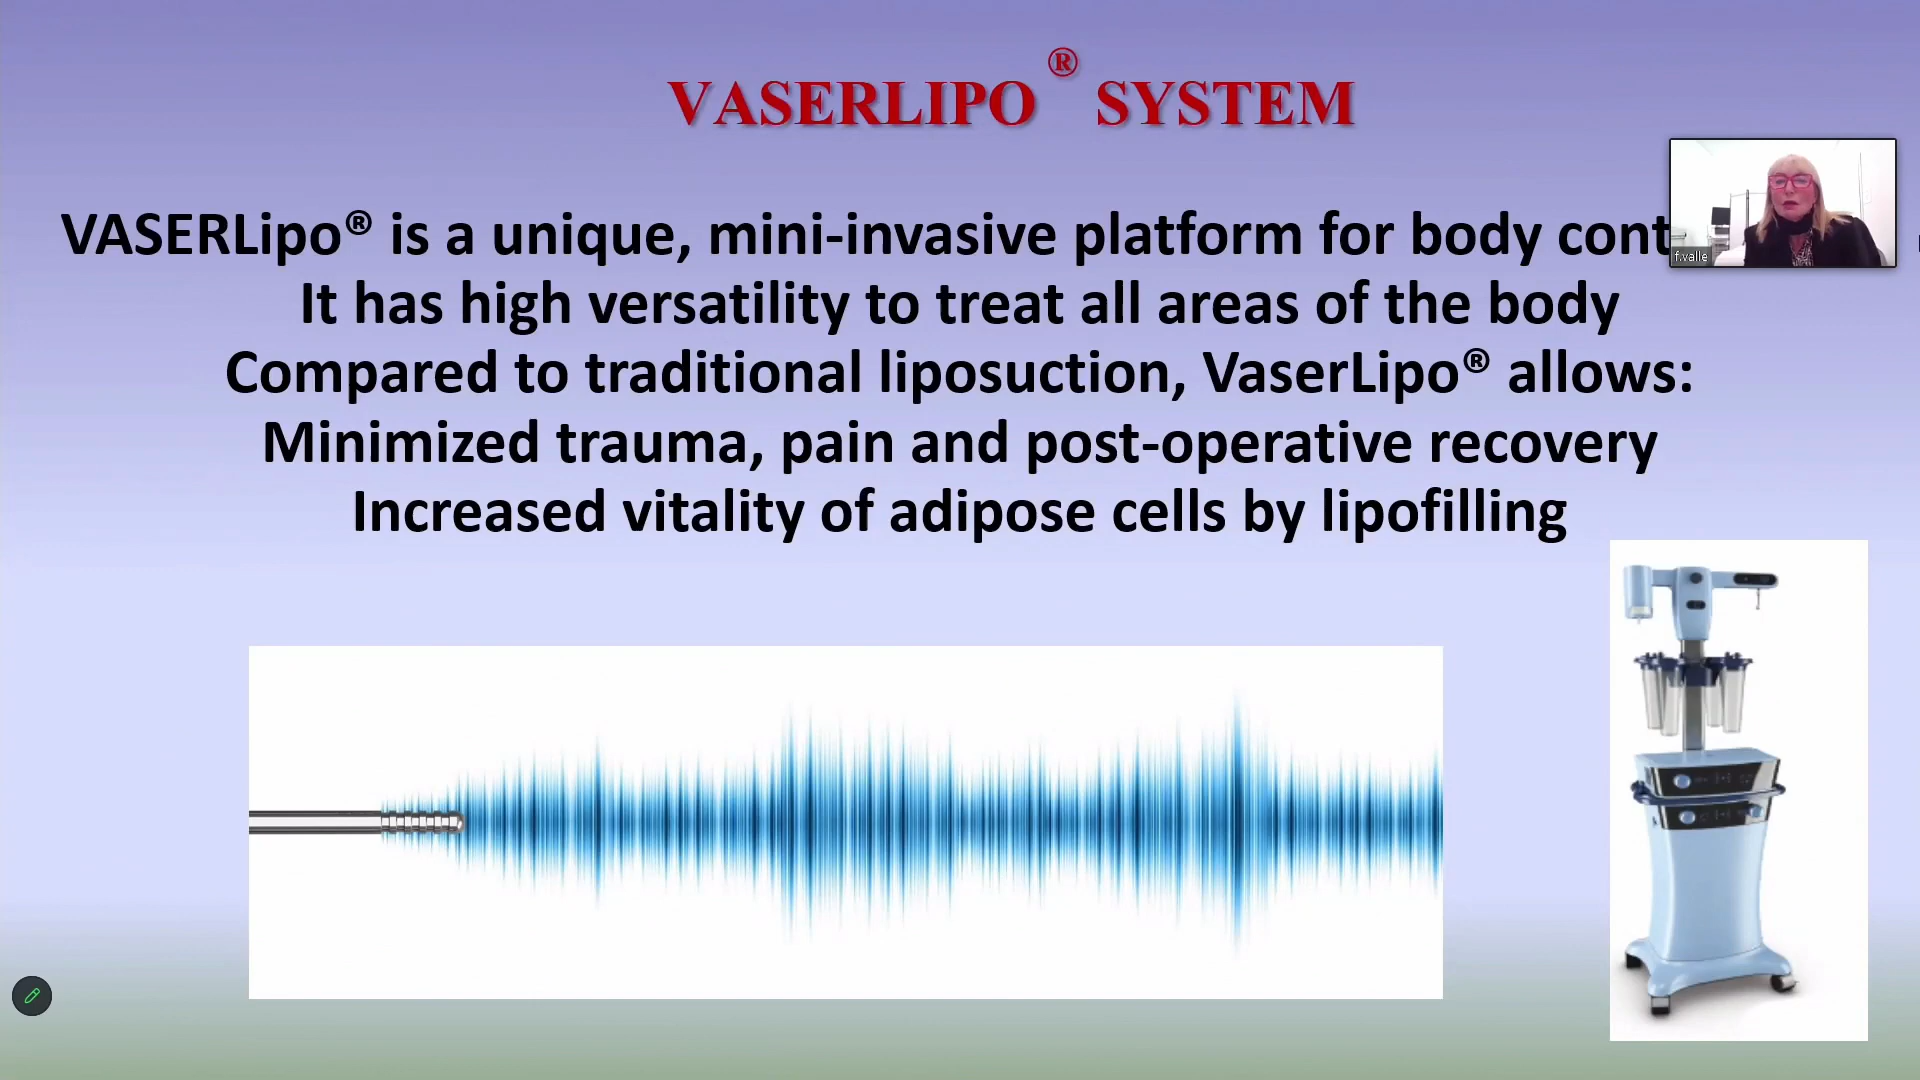 VASERLIPO® SYSTEM
VASERLipo® is a unique, mini-invasive platform for body cont
It has high versatility to treat all areas of the body
Compared to traditional liposuction, VaserLipo® allows:
Minimized trauma, pain and post-operative recovery
Increased vitality of adipose cells by lipofilling
f.valle